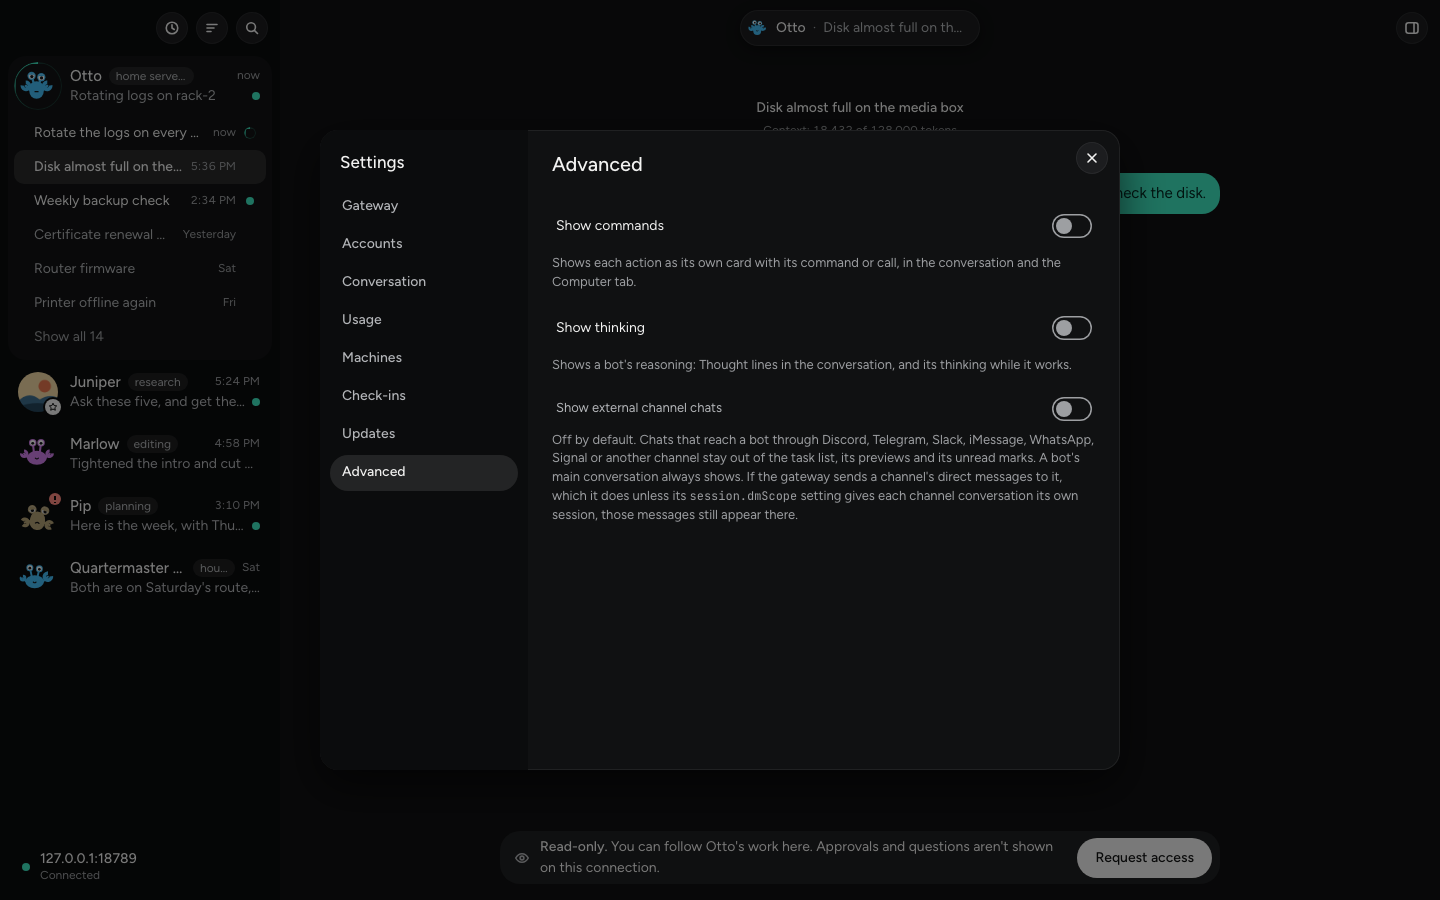 Otto · Disk almost full on th...
Otto home serve... now
Rotating logs on rack-2
Rotate the logs on every ... now
Disk almost full on the... 5:36 PM
Weekly backup check 2:34 PM
Certificate renewal ... Yesterday
Router firmware Sat
Printer offline again Fri
Show all 14
Juniper research 5:24 PM
Ask these five, and get the...
Marlow editing 4:58 PM
Tightened the intro and cut ...
Pip planning 3:10 PM
Here is the week, with Thu...
Quartermaster ... hou... Sat
Both are on Saturday's route,...
127.0.0.1:18789
Connected
Disk almost full on the media box
Context: 18,432 of 128,000 tokens
heck the disk.
Settings
Gateway
Accounts
Conversation
Usage
Machines
Check-ins
Updates
Advanced
Advanced
Show commands
Shows each action as its own card with its command or call, in the conversation and the
Computer tab.
Show thinking
Shows a bot's reasoning: Thought lines in the conversation, and its thinking while it works.
Show external channel chats
Off by default. Chats that reach a bot through Discord, Telegram, Slack, iMessage, WhatsApp,
Signal or another channel stay out of the task list, its previews and its unread marks. A bot's
main conversation always shows. If the gateway sends a channel's direct messages to it,
which it does unless its session.dmScope setting gives each channel conversation its own
session, those messages still appear there.
Read-only. You can follow Otto's work here. Approvals and questions aren't shown
on this connection.
Request access